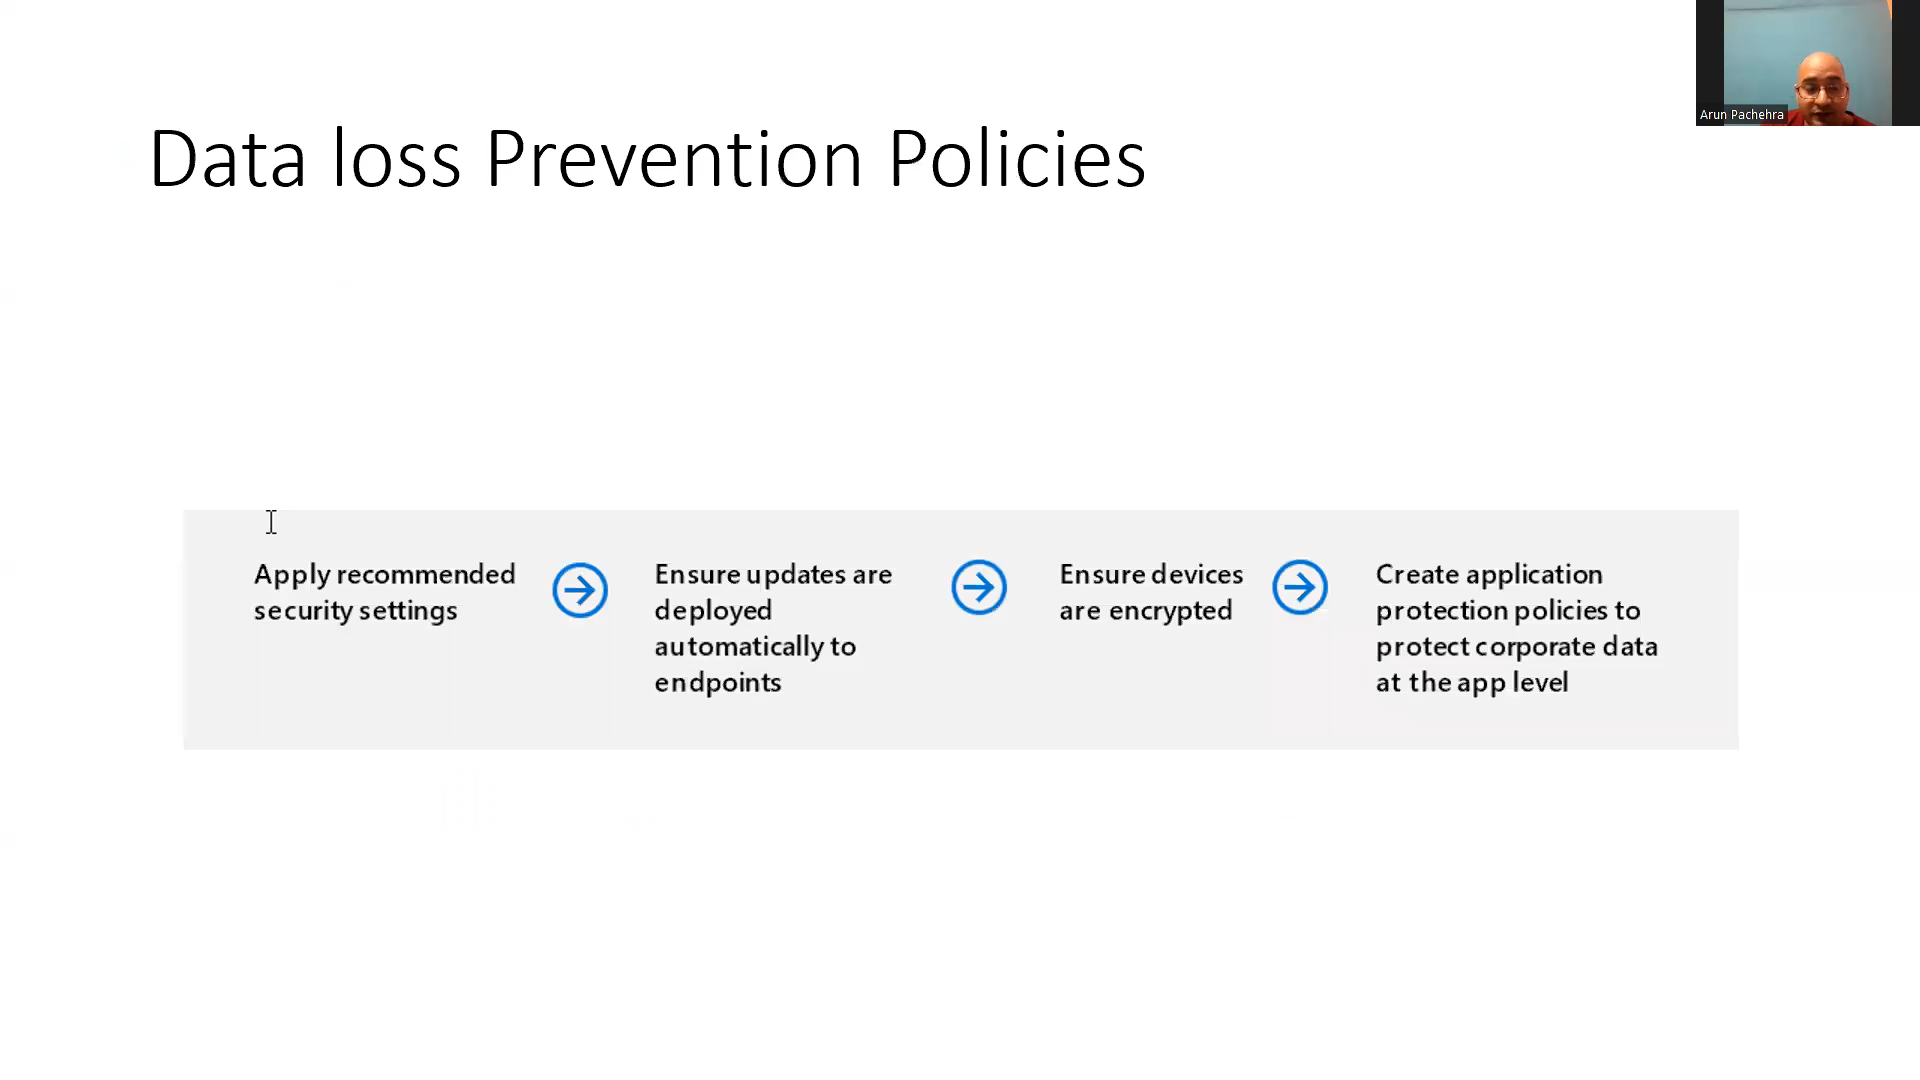 Arun Pachehra
Data loss Prevention Policies
Apply recommended
security settings
Ensure updates are
deployed
automatically to
endpoints
Ensure devices
are encrypted
Create application
protection policies to
protect corporate data
at the app level